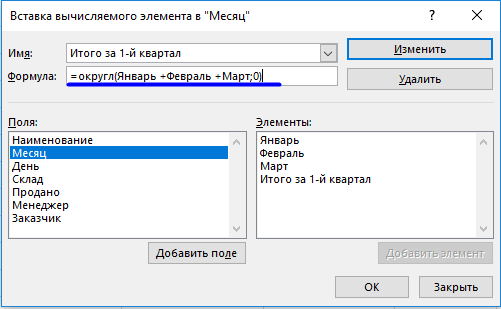 Вставка вычисляемого элемента в "Месяц"
Имя: Итого за 1-й квартал Изменить
Формула: =округл(Январь +Февраль +Март;0) Удалить
Поля: Элементы:
Наименование Январь
Месяц Февраль
День Март
Склад Итого за 1-й квартал
Продано
Менеджер
Заказчик
Добавить поле Добавить элемент
ОК Закрыть